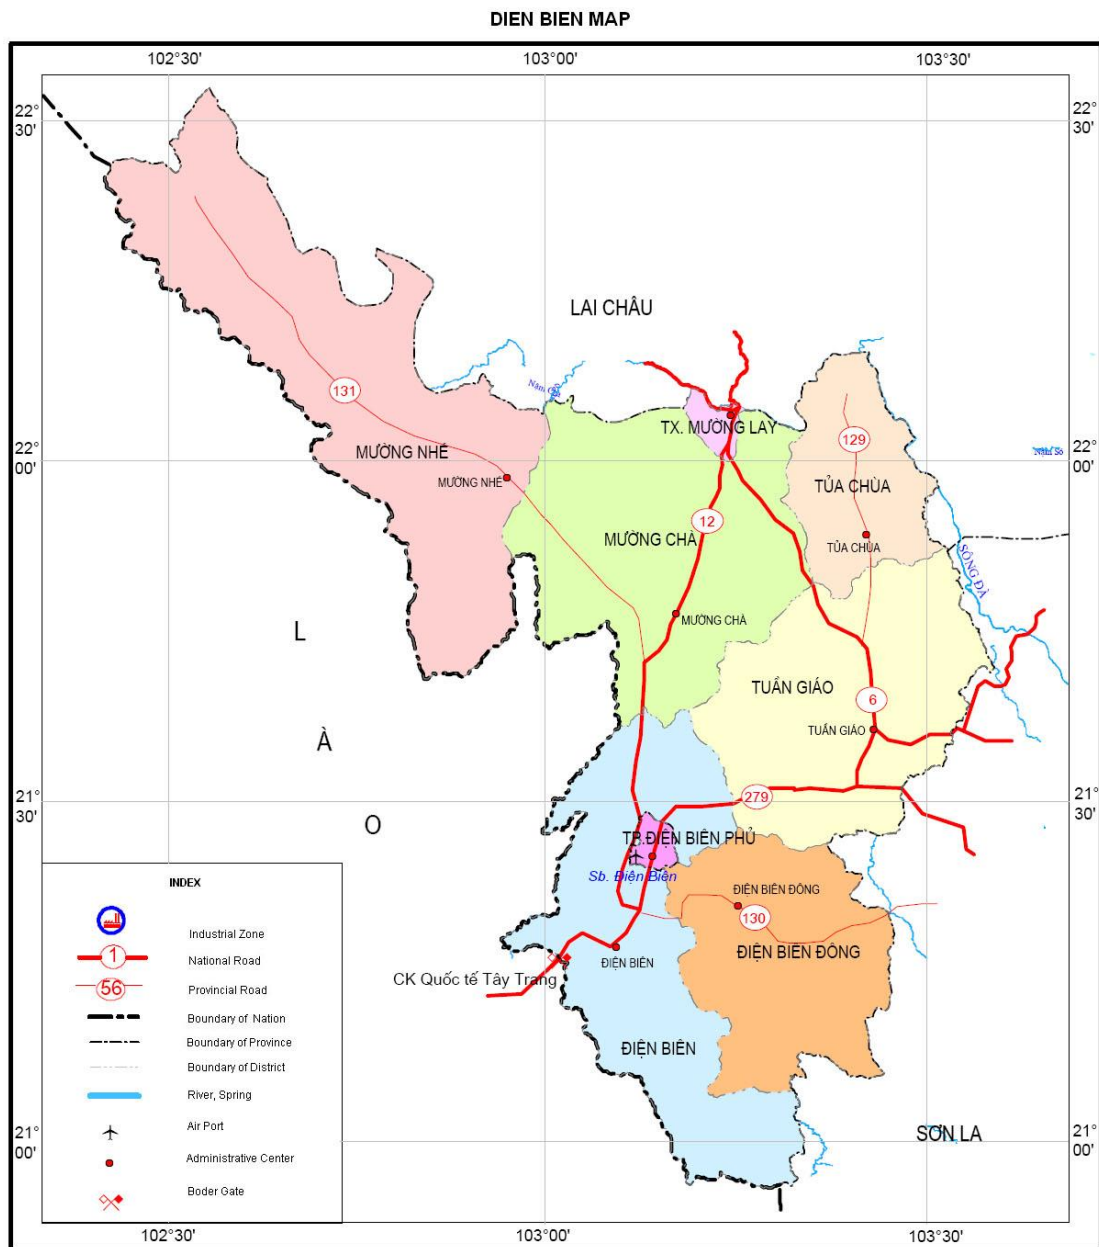 DIEN BIEN MAP
102°30'
103°00'
103°30'
22°
30'
22°
30'
LAI CHÂU
131
Nậm
MƯỜNG NHÉ
MƯỜNG NHÉ
TX. MƯỜNG LAY
129
22°
00'
22°
00'
Nậm So
TỦA CHÙA
TỦA CHÙA
12
MƯỜNG CHÀ
MƯỜNG CHÀ
SÔNG ĐÀ
L
À
O
TUẦN GIÁO
6
TUẦN GIÁO
279
21°
30'
21°
30'
TP.ĐIỆN BIÊN PHỦ
Sb. Điện Biên
ĐIỆN BIÊN ĐÔNG
130
ĐIỆN BIÊN ĐÔNG
ĐIỆN BIÊN
CK Quốc tế Tây Trang
ĐIỆN BIÊN
SƠN LA
21°
00'
21°
00'
INDEX
Industrial Zone
1
National Road
56
Provincial Road
Boundary of Nation
Boundary of Province
Boundary of District
River, Spring
Air Port
Administrative Center
Boder Gate
102°30'
103°00'
103°30'